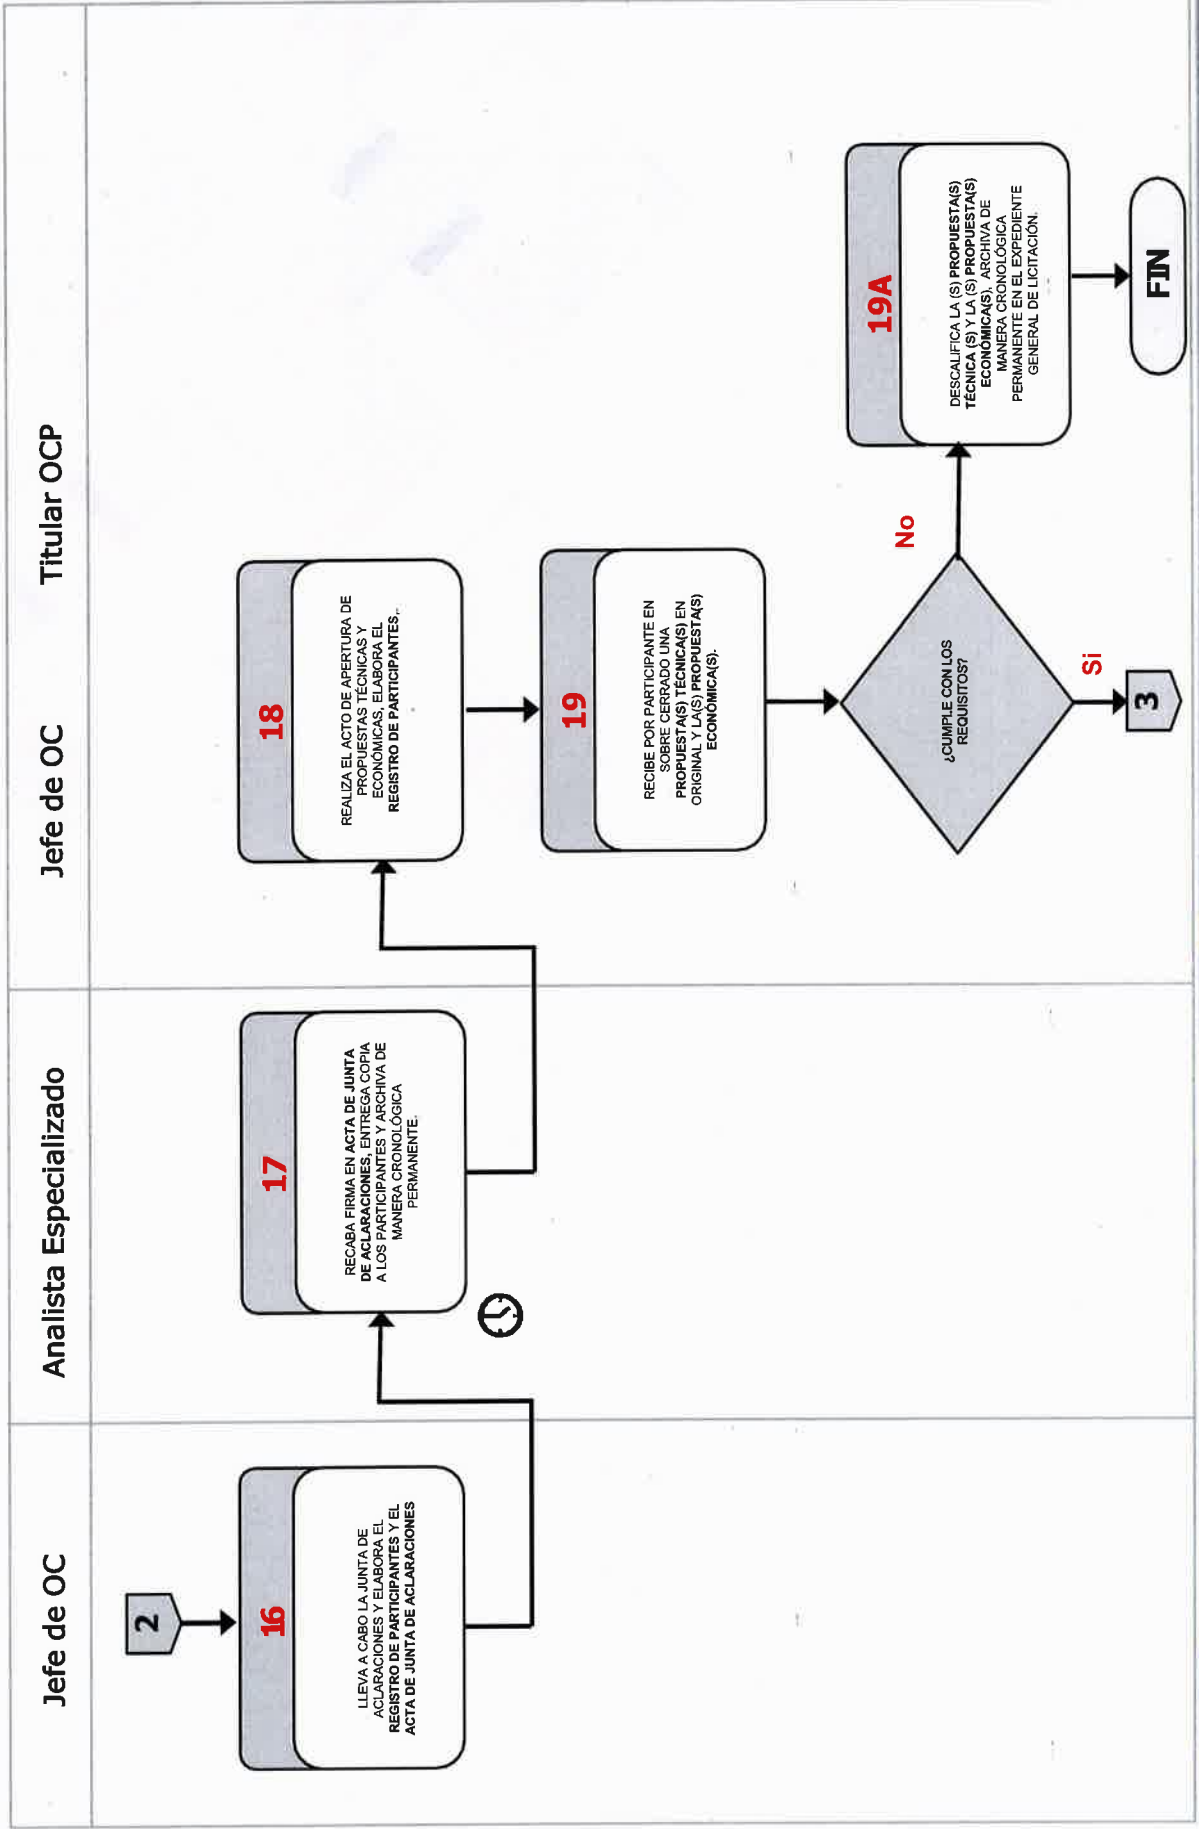 Jefe de OC
Analista Especializado
Jefe de OC
Titular OCP
2
16
LLEVA A CABO LA JUNTA DE
ACLARACIONES Y ELABORA EL
REGISTRO DE PARTICIPANTES Y EL
ACTA DE JUNTA DE ACLARACIONES
17
RECABA FIRMA EN ACTA DE JUNTA
DE ACLARACIONES, ENTREGA COPIA
A LOS PARTICIPANTES Y ARCHIVA DE
MANERA CRONOLÓGICA
PERMANENTE.
18
REALIZA EL ACTO DE APERTURA DE
PROPUESTAS TÉCNICAS Y
ECONÓMICAS, ELABORA EL
REGISTRO DE PARTICIPANTES,.
19
RECIBE POR PARTICIPANTE EN
SOBRE CERRADO UNA
PROPUESTA(S) TÉCNICA(S) EN
ORIGINAL Y LA(S) PROPUESTA(S)
ECONÓMICA(S).
¿CUMPLE CON LOS
REQUISITOS?
No
Si
3
19A
DESCALIFICA LA (S) PROPUESTA(S)
TÉCNICA (S) Y LA (S) PROPUESTA(S)
ECONÓMICA(S), ARCHIVA DE
MANERA CRONOLÓGICA
PERMANENTE EN EL EXPEDIENTE
GENERAL DE LICITACIÓN.
FIN